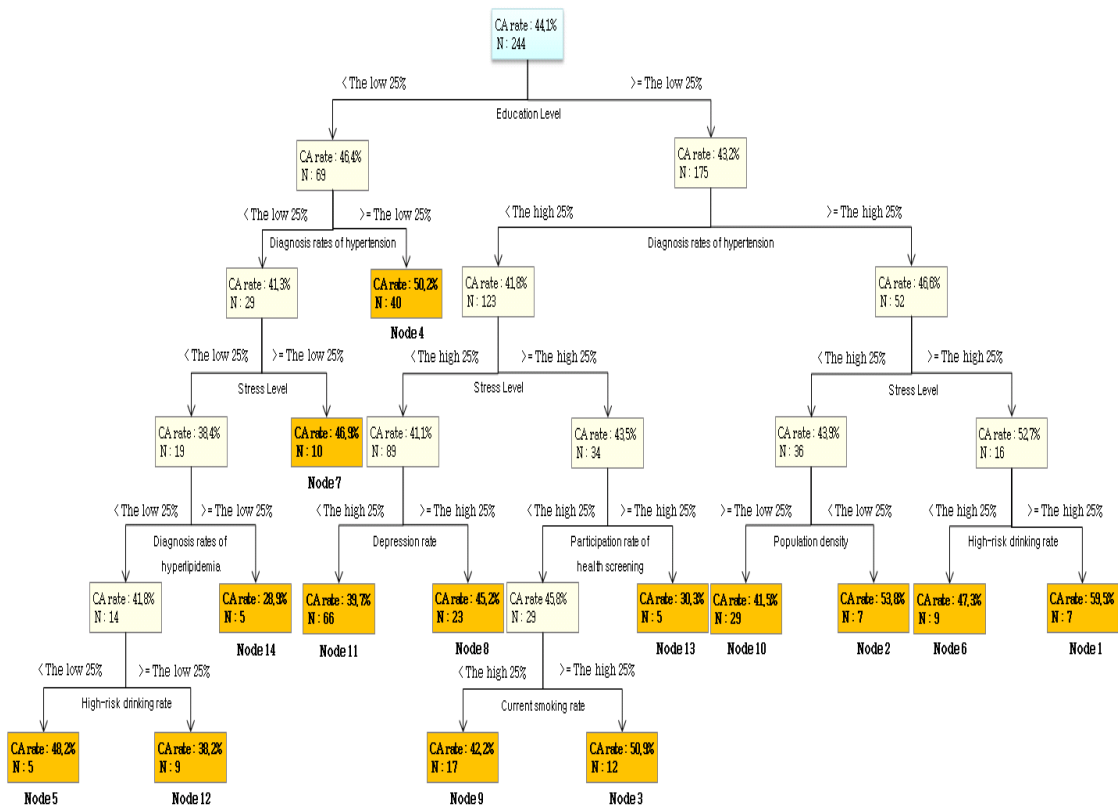 CA rate : 44,1%
N : 244
< The low 25%
>= The low 25%
Education Level
CA rate : 46,4%
N : 69
CA rate : 43,2%
N : 175
< The low 25%
>= The low 25%
Diagnosis rates of hypertension
< The high 25%
>= The high 25%
Diagnosis rates of hypertension
CA rate : 41,3%
N : 29
CA rate : 50,2%
N : 40
Node 4
CA rate : 41,8%
N : 123
CA rate : 46,6%
N : 52
< The low 25%
>= The low 25%
Stress Level
< The high 25%
>= The high 25%
Stress Level
< The high 25%
>= The high 25%
Stress Level
CA rate : 38,4%
N : 19
CA rate : 46,9%
N : 10
Node 7
CA rate : 41,1%
N : 89
CA rate : 43,5%
N : 34
CA rate : 43,9%
N : 36
CA rate : 52,7%
N : 16
< The low 25%
>= The low 25%
Diagnosis rates of
hyperlipidemia
< The high 25%
>= The high 25%
Depression rate
< The high 25%
>= The high 25%
Participation rate of
health screening
>= The low 25%
< The low 25%
Population density
< The high 25%
>= The high 25%
High-risk drinking rate
CA rate : 41,8%
N : 14
CA rate : 28,9%
N : 5
Node 14
CA rate : 39,7%
N : 66
Node 11
CA rate : 45,2%
N : 23
Node 8
CA rate : 45,8%
N : 29
CA rate : 30,3%
N : 5
Node 13
CA rate : 41,5%
N : 29
Node 10
CA rate : 53,8%
N : 7
Node 2
CA rate : 47,3%
N : 9
Node 6
CA rate : 59,5%
N : 7
Node 1
< The low 25%
>= The low 25%
High-risk drinking rate
< The high 25%
>= The high 25%
Current smoking rate
CA rate : 48,2%
N : 5
Node 5
CA rate : 38,2%
N : 9
Node 12
CA rate : 42,2%
N : 17
Node 9
CA rate : 50,9%
N : 12
Node 3